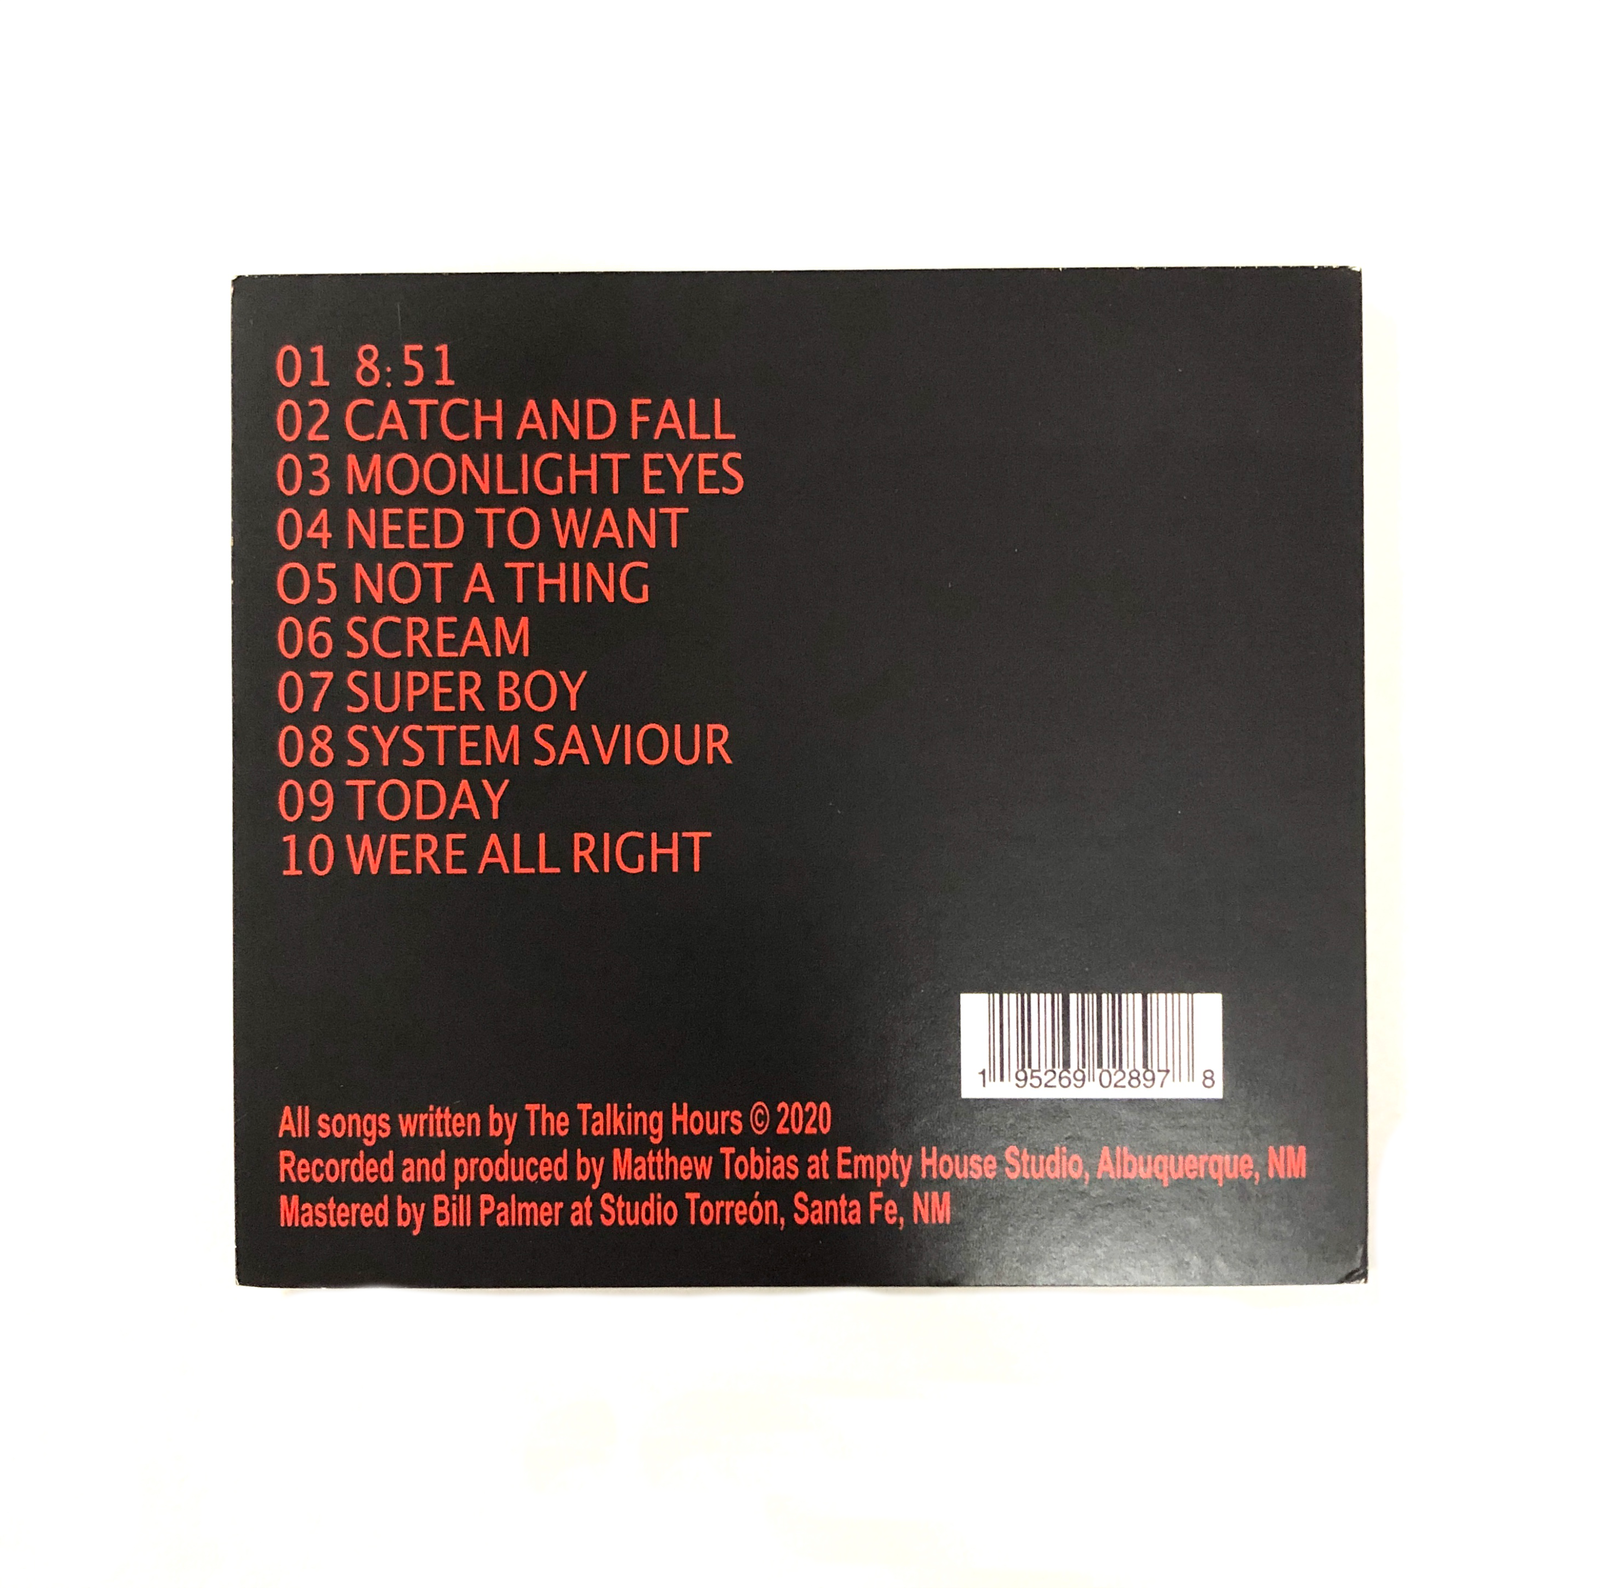 01 8:51
02 CATCH AND FALL
03 MOONLIGHT EYES
04 NEED TO WANT
O5 NOT A THING
06 SCREAM
07 SUPER BOY
08 SYSTEM SAVIOUR
09 TODAY
10 WERE ALL RIGHT
1 95269 02897 8
All songs written by The Talking Hours © 2020
Recorded and produced by Matthew Tobias at Empty House Studio, Albuquerque, NM
Mastered by Bill Palmer at Studio Torreón, Santa Fe, NM